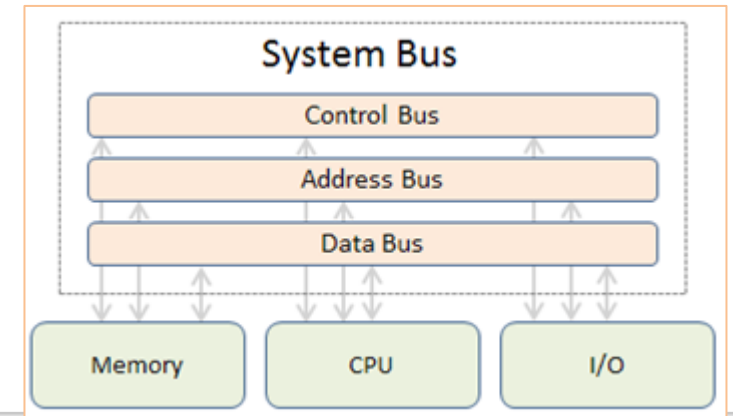 System Bus
Control Bus
Address Bus
Data Bus
Memory
CPU
I/O